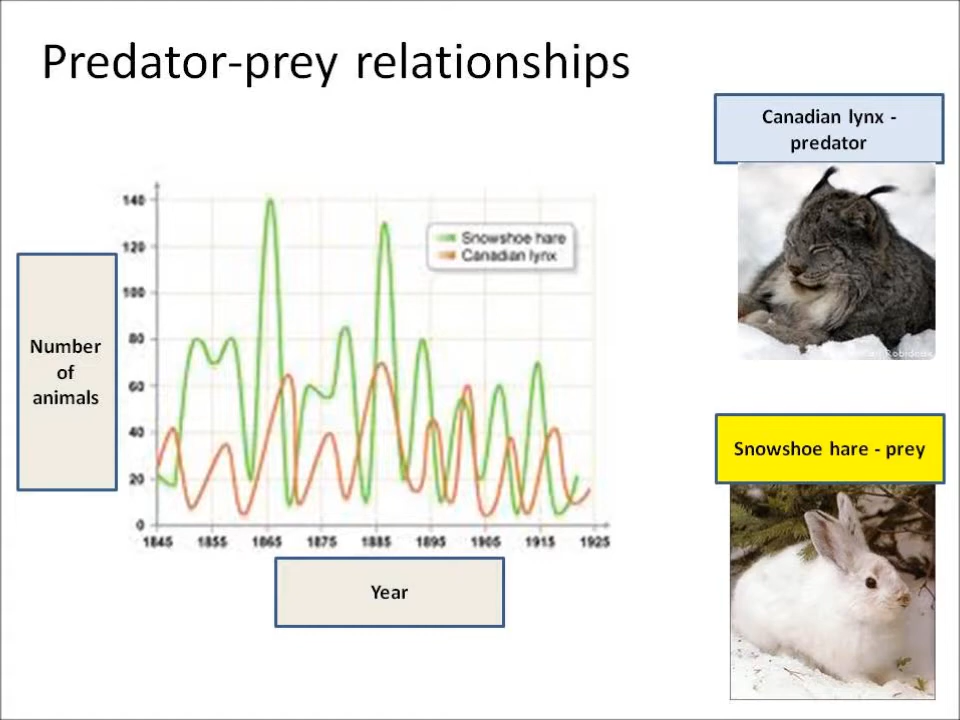 Predator-prey relationships
Canadian lynx -
predator
140
120
100
80
60
40
20
0
Snowshoe hare
Canadian lynx
Number
of
animals
1845 1855 1865 1875 1885 1895 1905 1915 1925
Year
Snowshoe hare - prey